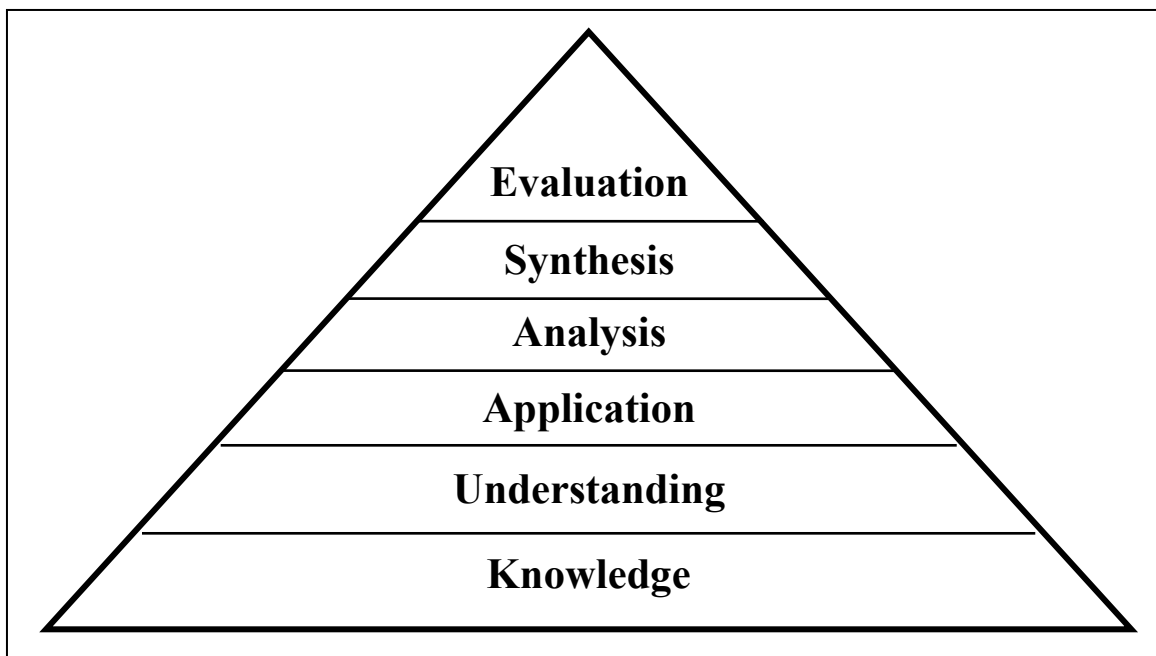 Evaluation
Synthesis
Analysis
Application
Understanding
Knowledge